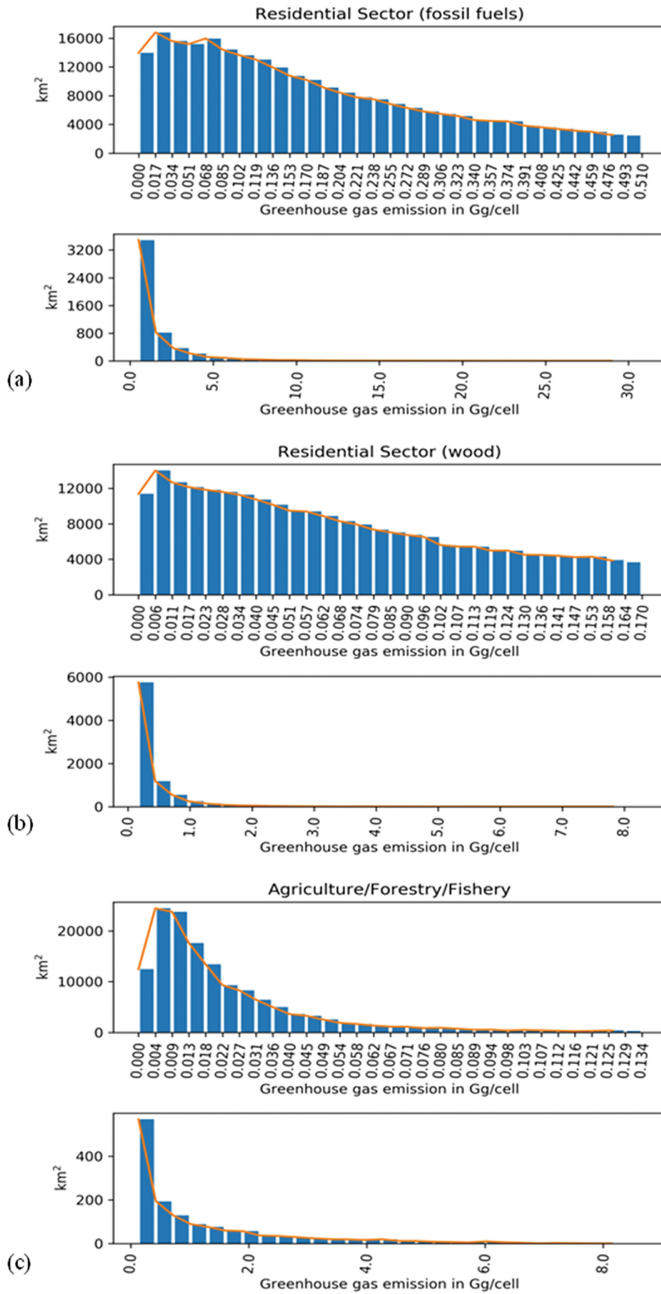 Residential Sector (fossil fuels)
16000
12000
8000
4000
0
km²
0.000 0.017 0.034 0.051 0.068 0.085 0.102 0.119 0.136 0.153 0.170 0.187 0.204 0.221 0.238 0.255 0.272 0.289 0.306 0.323 0.340 0.357 0.374 0.391 0.408 0.425 0.442 0.459 0.476 0.493 0.510
Greenhouse gas emission in Gg/cell
3200
2400
1600
800
0
km²
0.0 5.0 10.0 15.0 20.0 25.0 30.0
Greenhouse gas emission in Gg/cell
(a)
Residential Sector (wood)
12000
8000
4000
0
km²
0.000 0.006 0.011 0.017 0.023 0.028 0.034 0.040 0.045 0.051 0.057 0.062 0.068 0.074 0.079 0.085 0.090 0.096 0.102 0.107 0.113 0.119 0.124 0.130 0.136 0.141 0.147 0.153 0.158 0.164 0.170
Greenhouse gas emission in Gg/cell
6000
4000
2000
0
km²
0.0 1.0 2.0 3.0 4.0 5.0 6.0 7.0 8.0
Greenhouse gas emission in Gg/cell
(b)
Agriculture/Forestry/Fishery
20000
10000
0
km²
0.000 0.004 0.009 0.013 0.018 0.022 0.027 0.031 0.036 0.040 0.045 0.049 0.054 0.058 0.062 0.067 0.071 0.076 0.080 0.085 0.089 0.094 0.098 0.103 0.107 0.112 0.116 0.121 0.125 0.129 0.134
Greenhouse gas emission in Gg/cell
400
200
0
km²
0.0 2.0 4.0 6.0 8.0
Greenhouse gas emission in Gg/cell
(c)